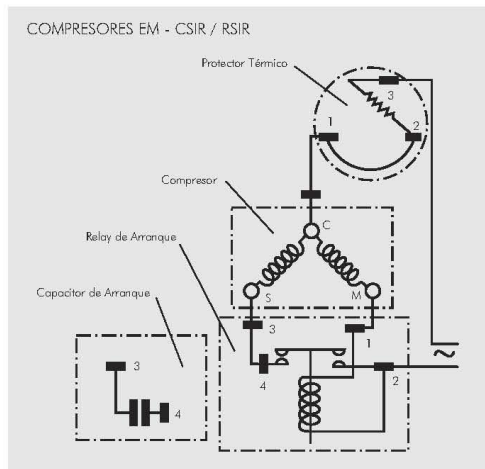 COMPRESORES EM - CSIR / RSIR
Protector Térmico
3
1
2
Compresor
C
Relay de Arranque
S
M
Capacitor de Arranque
3
1
3
4
2
4
~